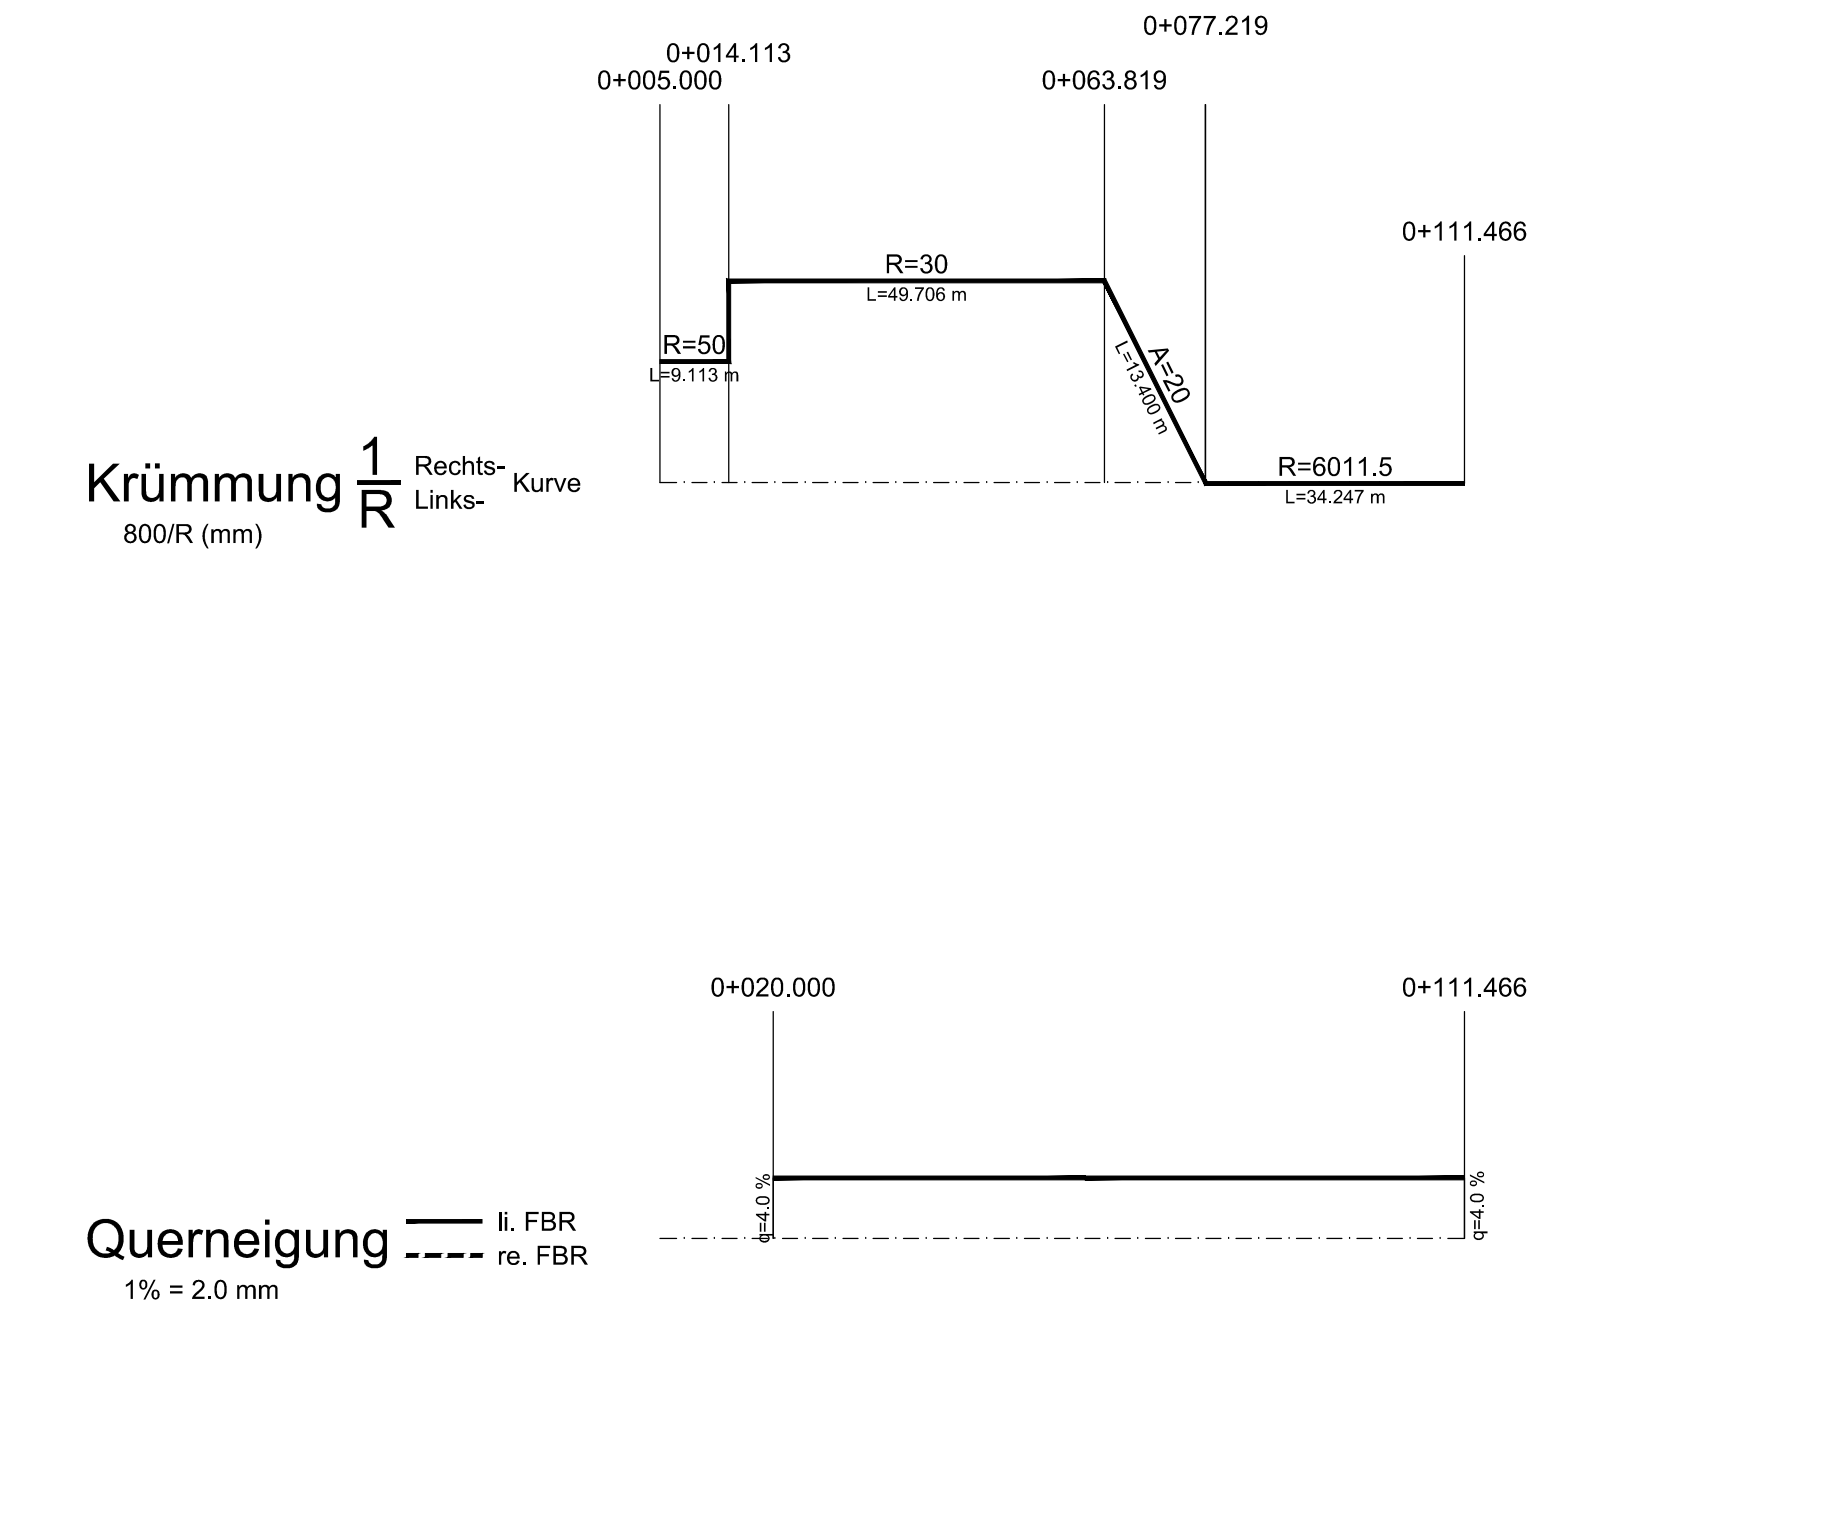 0+077.219
0+014.113
0+005.000
0+063.819
0+111.466
R=30
L=49.706 m
R=50
L=9.113 m
A=20
L=13.400 m
Krümmung 1/R Rechts- Links- Kurve
800/R (mm)
R=6011.5
L=34.247 m
0+020.000
0+111.466
q=4.0 %
q=4.0 %
Querneigung
li. FBR
re. FBR
1% = 2.0 mm